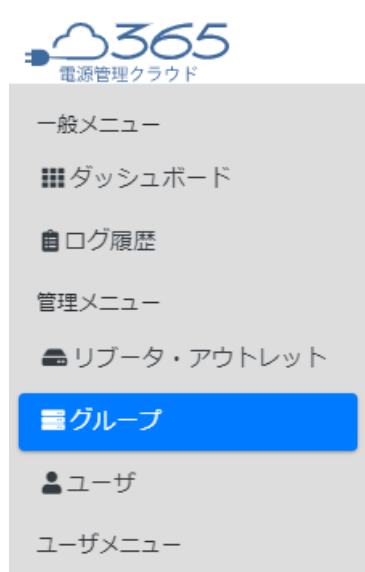 365
電源管理クラウド
一般メニュー
ダッシュボード
ログ履歴
管理メニュー
リブータ・アウトレット
グループ
ユーザ
ユーザメニュー